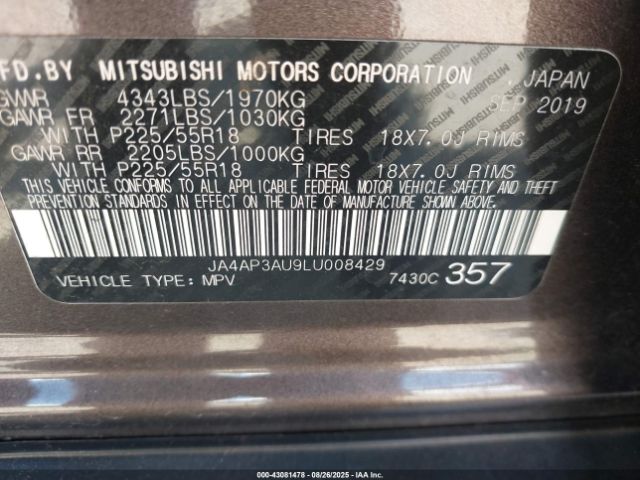 FD. BY MITSUBISHI MOTORS CORPORATION , JAPAN
GVWR 4343LBS/1970KG SEP 2019
GAWR FR 2271LBS/1030KG
WITH P225/55R18 TIRES 18X7.0J RIMS
GAWR RR 2205LBS/1000KG
WITH P225/55R18 TIRES 18X7.0J RIMS
THIS VEHICLE CONFORMS TO ALL APPLICABLE FEDERAL MOTOR VEHICLE SAFETY AND THEFT
PREVENTION STANDARDS IN EFFECT ON THE DATE OF MANUFACTURE SHOWN ABOVE.
JA4AP3AU9LU008429
VEHICLE TYPE: MPV 7430C 357
000-43081478 - 08/26/2025 - IAA Inc.